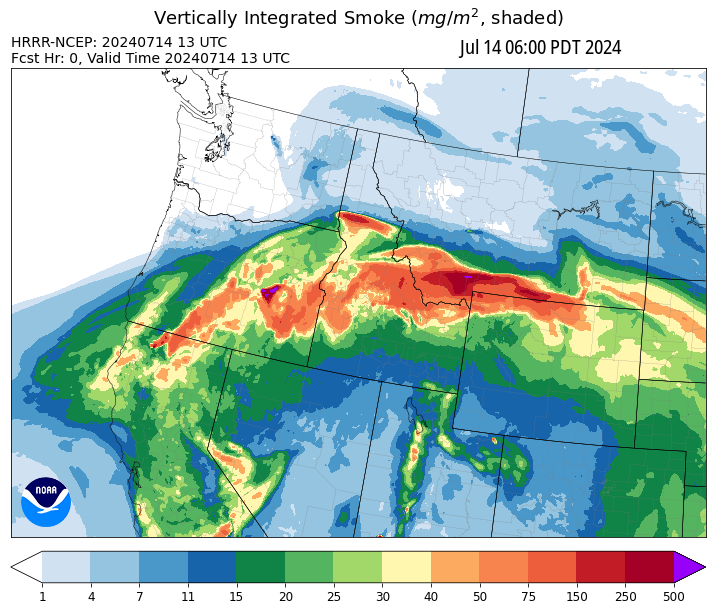 Vertically Integrated Smoke (mg/m², shaded)
HRRR-NCEP: 20240714 13 UTC
Jul 14 06:00 PDT 2024
Fcst Hr: 0, Valid Time 20240714 13 UTC
NOAA
1 4 7 11 15 20 25 30 40 50 75 150 250 500